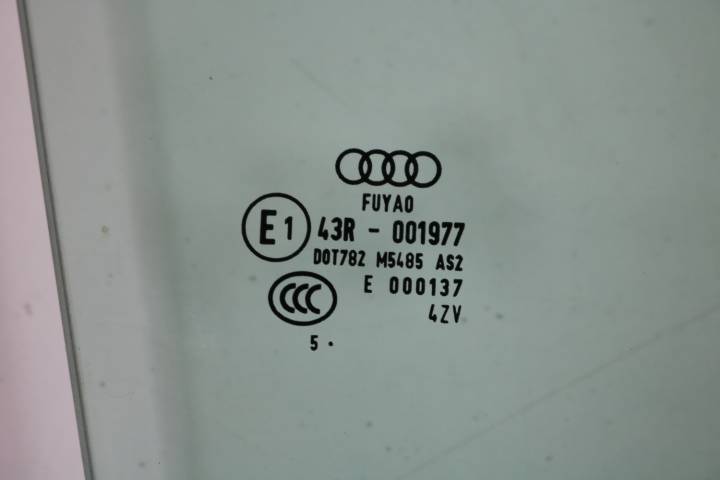 FUYAO
E1 43R - 001977
DOT782 M5485 AS2
E 000137
CCC
4ZV
5 .